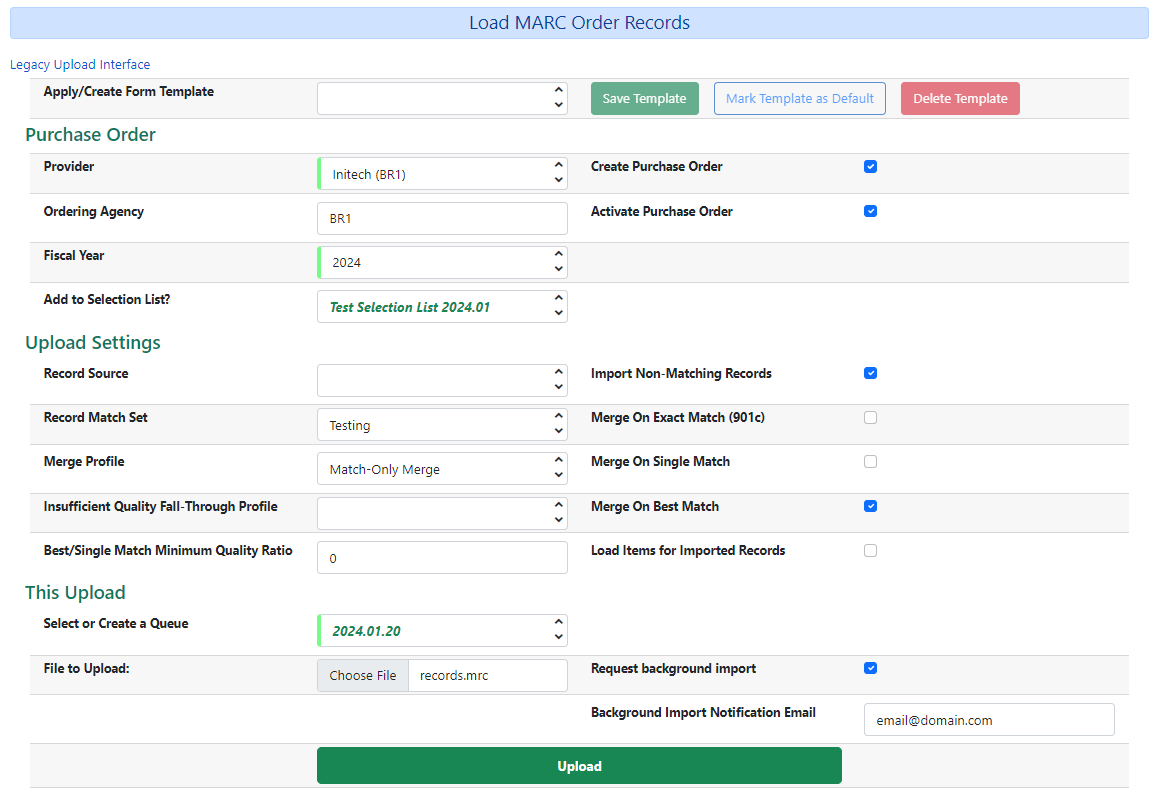 Load MARC Order Records
Legacy Upload Interface
Apply/Create Form Template
Save Template
Mark Template as Default
Delete Template
Purchase Order
Provider
Initech (BR1)
Create Purchase Order
Ordering Agency
BR1
Activate Purchase Order
Fiscal Year
2024
Add to Selection List?
Test Selection List 2024.01
Upload Settings
Record Source
Import Non-Matching Records
Record Match Set
Testing
Merge On Exact Match (901c)
Merge Profile
Match-Only Merge
Merge On Single Match
Insufficient Quality Fall-Through Profile
Merge On Best Match
Best/Single Match Minimum Quality Ratio
0
Load Items for Imported Records
This Upload
Select or Create a Queue
2024.01.20
File to Upload:
Choose File
records.mrc
Request background import
Background Import Notification Email
email@domain.com
Upload